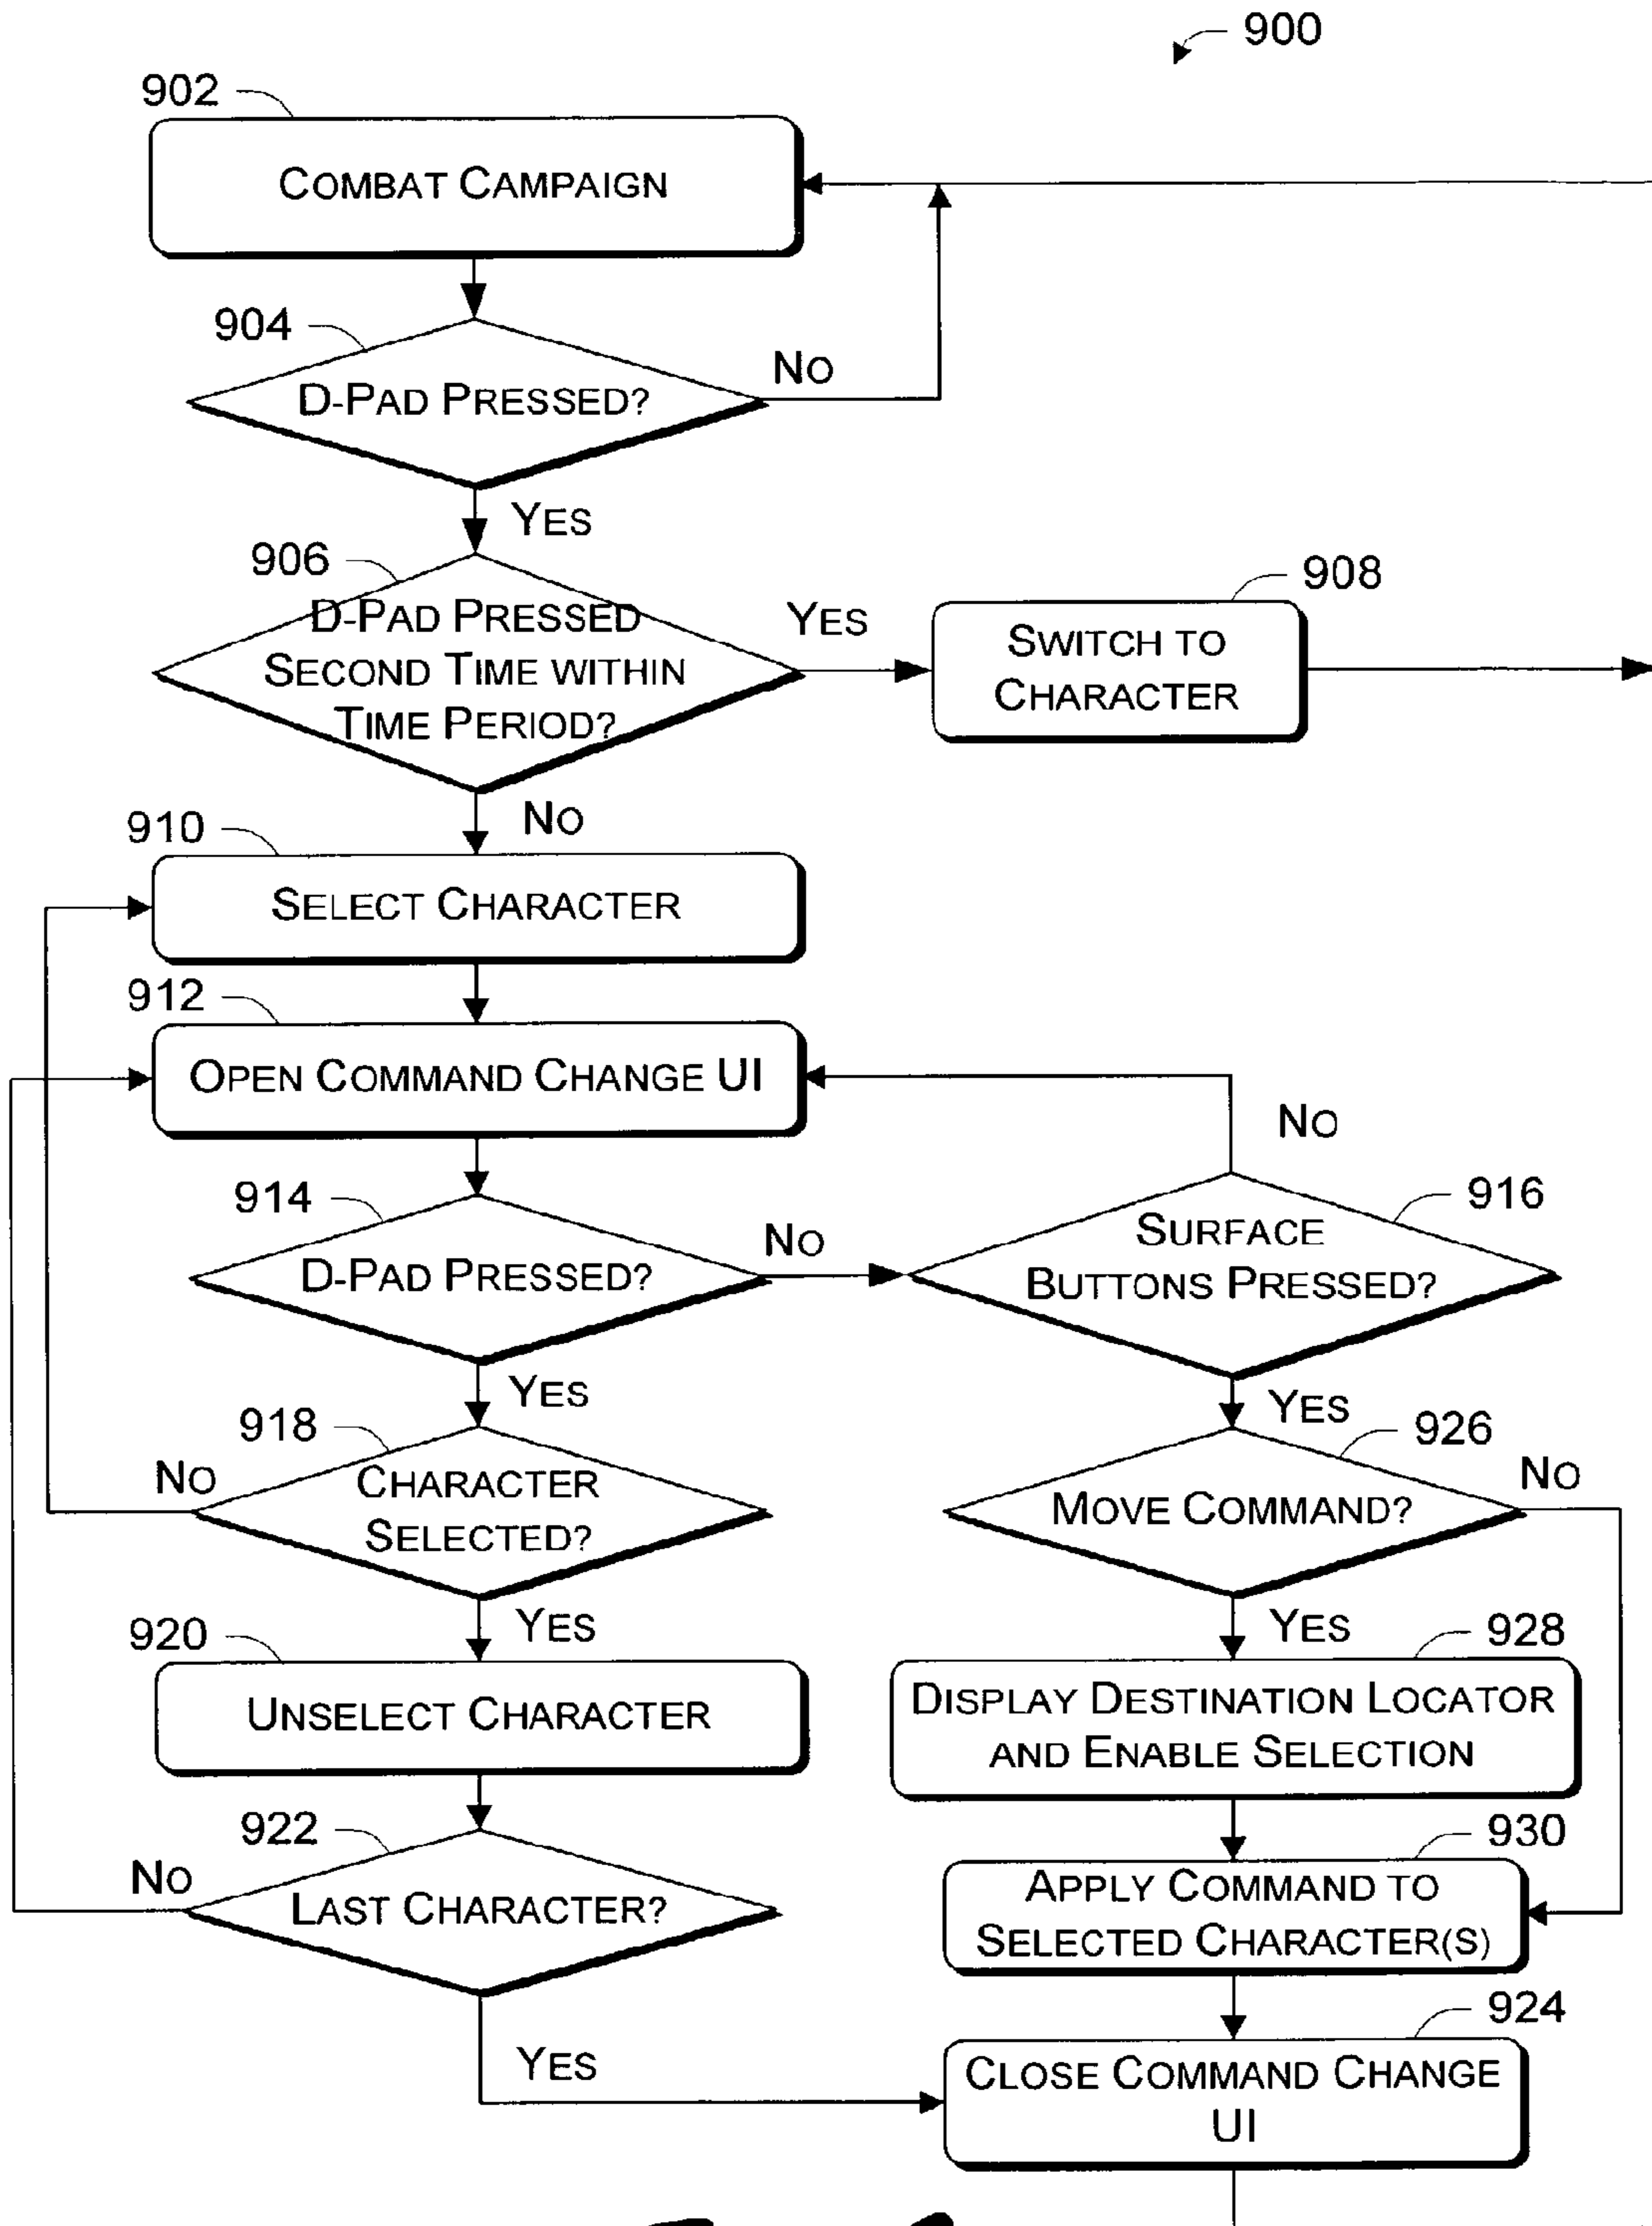 900
902
COMBAT CAMPAIGN
904
D-PAD PRESSED?
NO
YES
906
D-PAD PRESSED
SECOND TIME WITHIN
TIME PERIOD?
YES
908
SWITCH TO
CHARACTER
NO
910
SELECT CHARACTER
912
OPEN COMMAND CHANGE UI
NO
914
D-PAD PRESSED?
NO
916
SURFACE
BUTTONS PRESSED?
YES
YES
918
CHARACTER
SELECTED?
NO
926
MOVE COMMAND?
NO
YES
YES
920
UNSELECT CHARACTER
928
DISPLAY DESTINATION LOCATOR
AND ENABLE SELECTION
922
LAST CHARACTER?
NO
930
APPLY COMMAND TO
SELECTED CHARACTER(S)
YES
924
CLOSE COMMAND CHANGE
UI